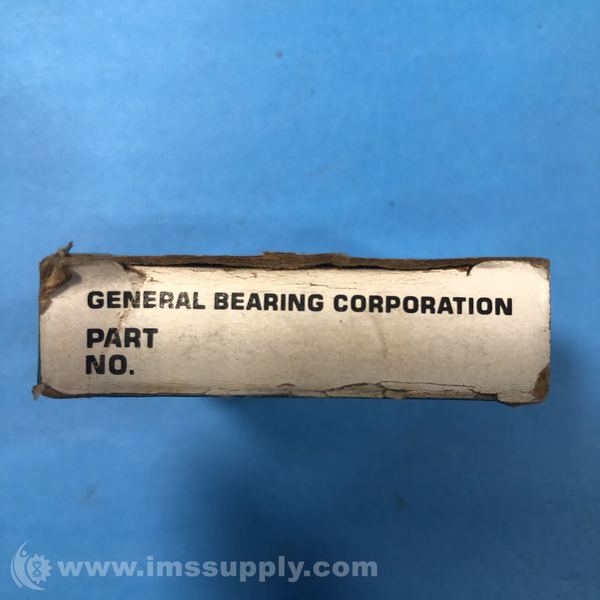 GENERAL BEARING CORPORATION
PART
NO.
www.imssupply.com